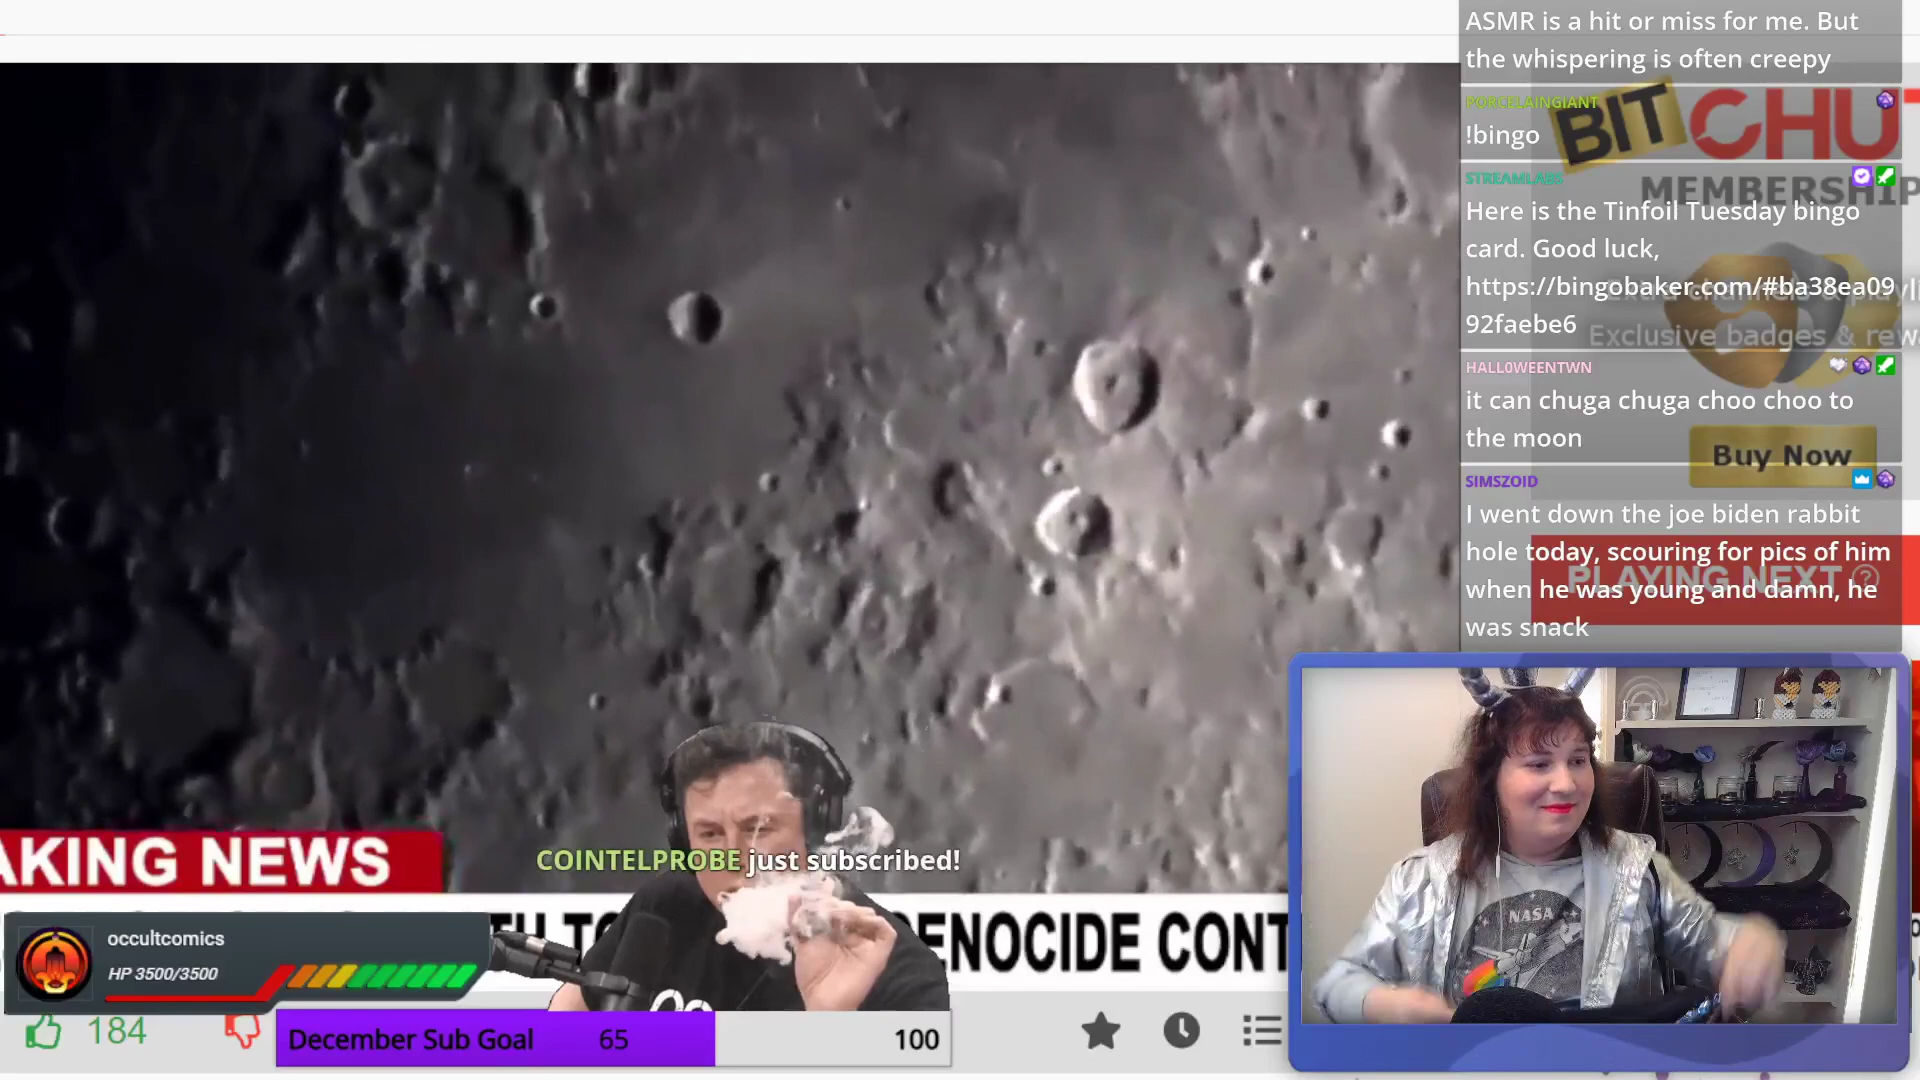 ASMR is a hit or miss for me. But
the whispering is often creepy
PORCELAINGIANT
!bingo
STREAMLABS
Here is the Tinfoil Tuesday bingo
card. Good luck,
https://bingobaker.com/#ba38ea09
92faebe6
HALL0WEENTWN
it can chuga chuga choo choo to
the moon
SIMSZOID
I went down the joe biden rabbit
hole today, scouring for pics of him
when he was young and damn, he
was snack
BIT CHUT
MEMBERSHIP
Exclusive badges & rew
Buy Now
PLAYING NEXT ?
AKING NEWS
COINTELPROBE just subscribed!
ENOCIDE CONT
occultcomics
HP 3500/3500
184
December Sub Goal 65 100
NASA